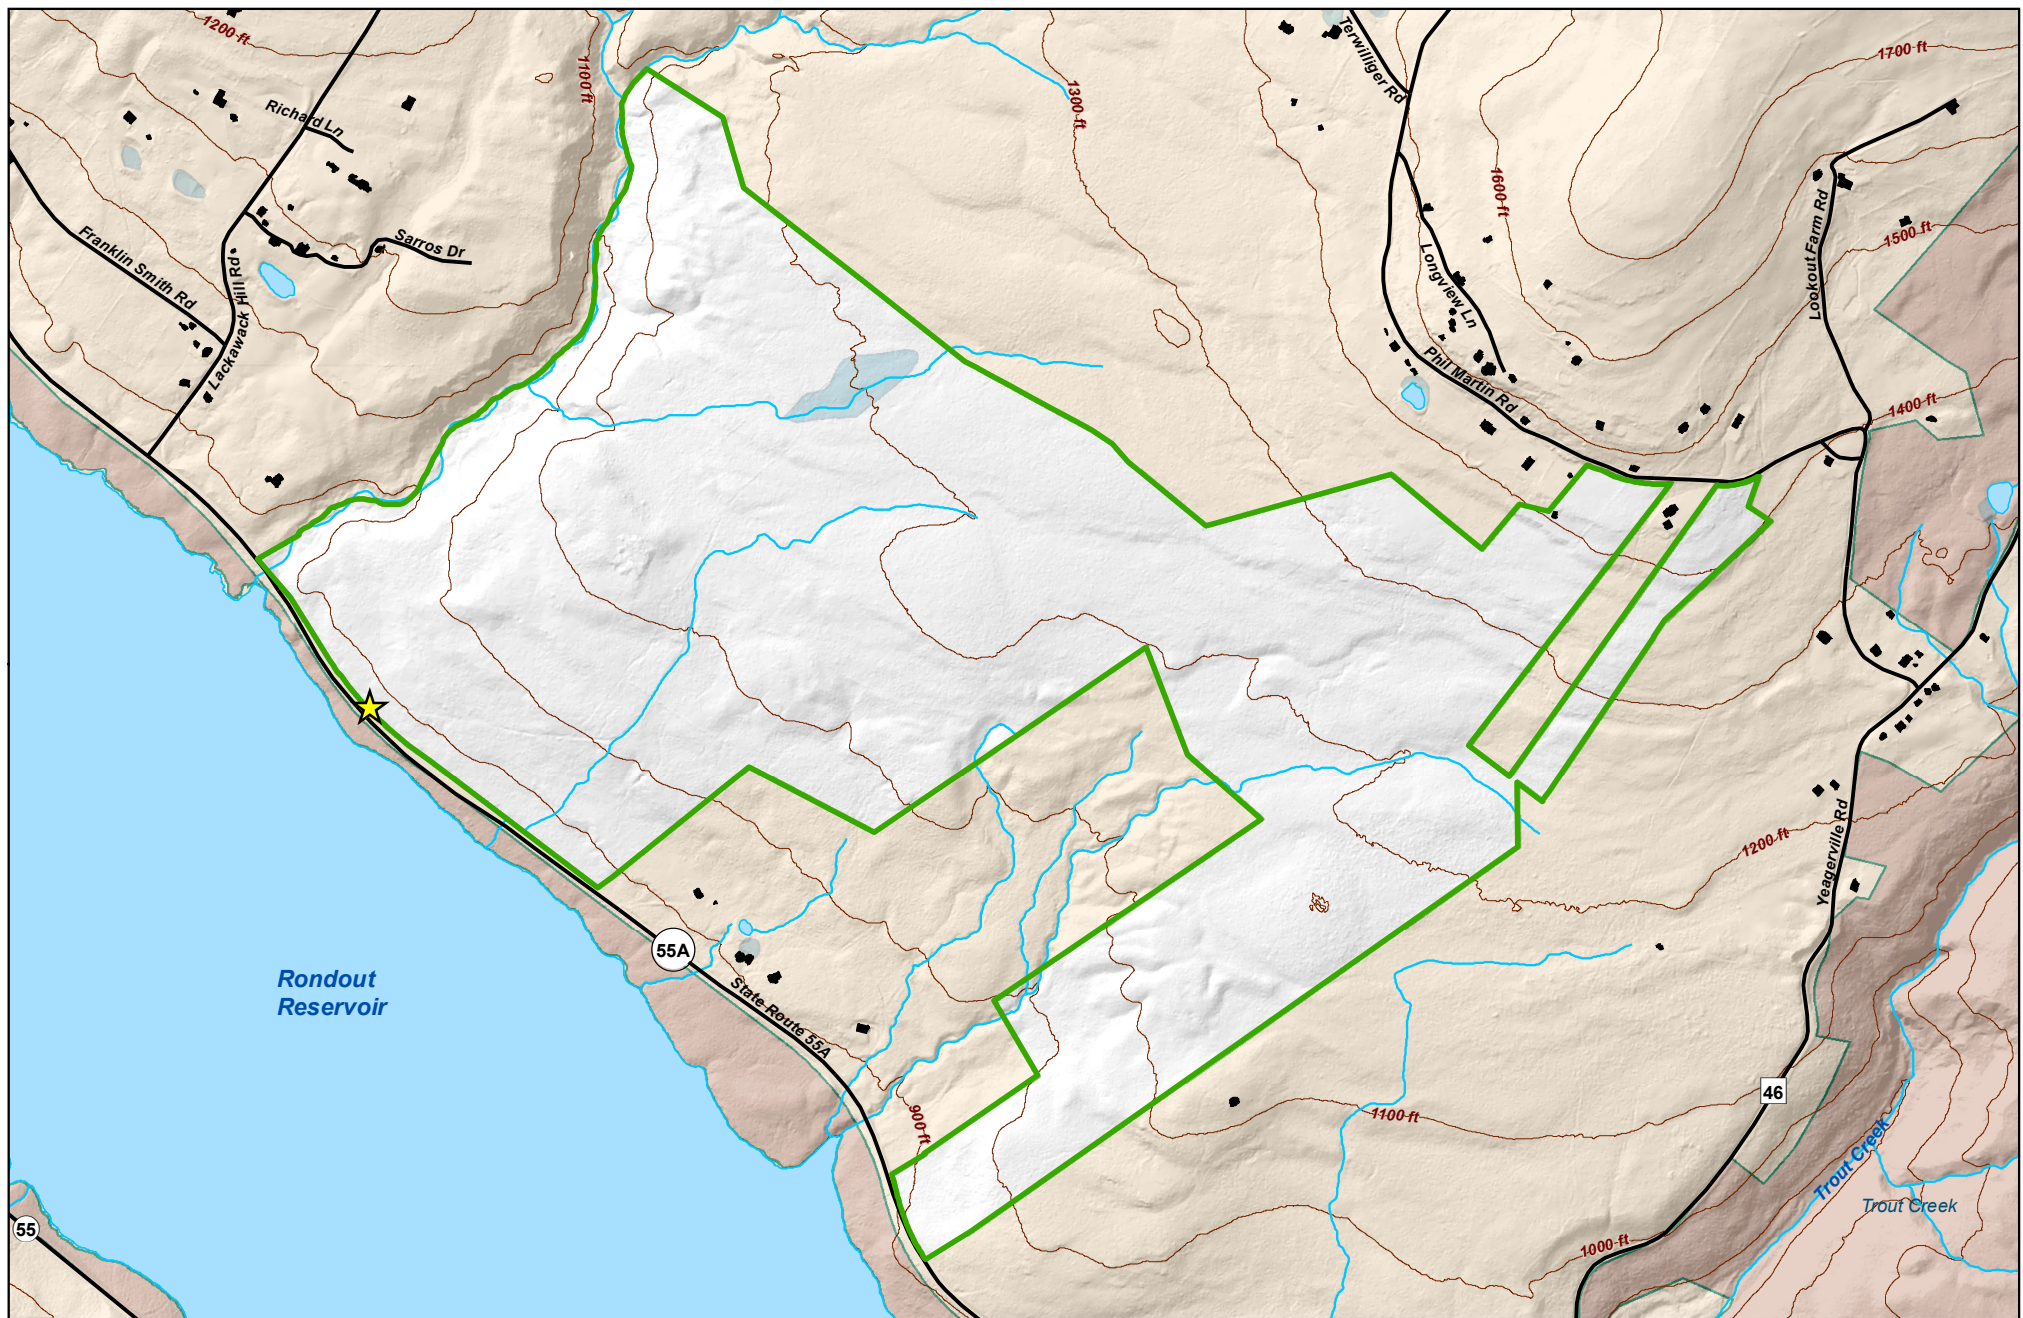 1200 ft
1100 ft
1300 ft
Terwilliger Rd
1700 ft
Richard Ln
1600 ft
Lookout Farm Rd
1500 ft
Franklin Smith Rd
Lackawack Hill Rd
Sarros Dr
Longview Ln
Phil Martin Rd
1400 ft
1200 ft
Yeagerville Rd
55A
Rondout
Reservoir
State Route 55A
900 ft
1100 ft
46
Trout Creek
Trout Creek
55
1000 ft